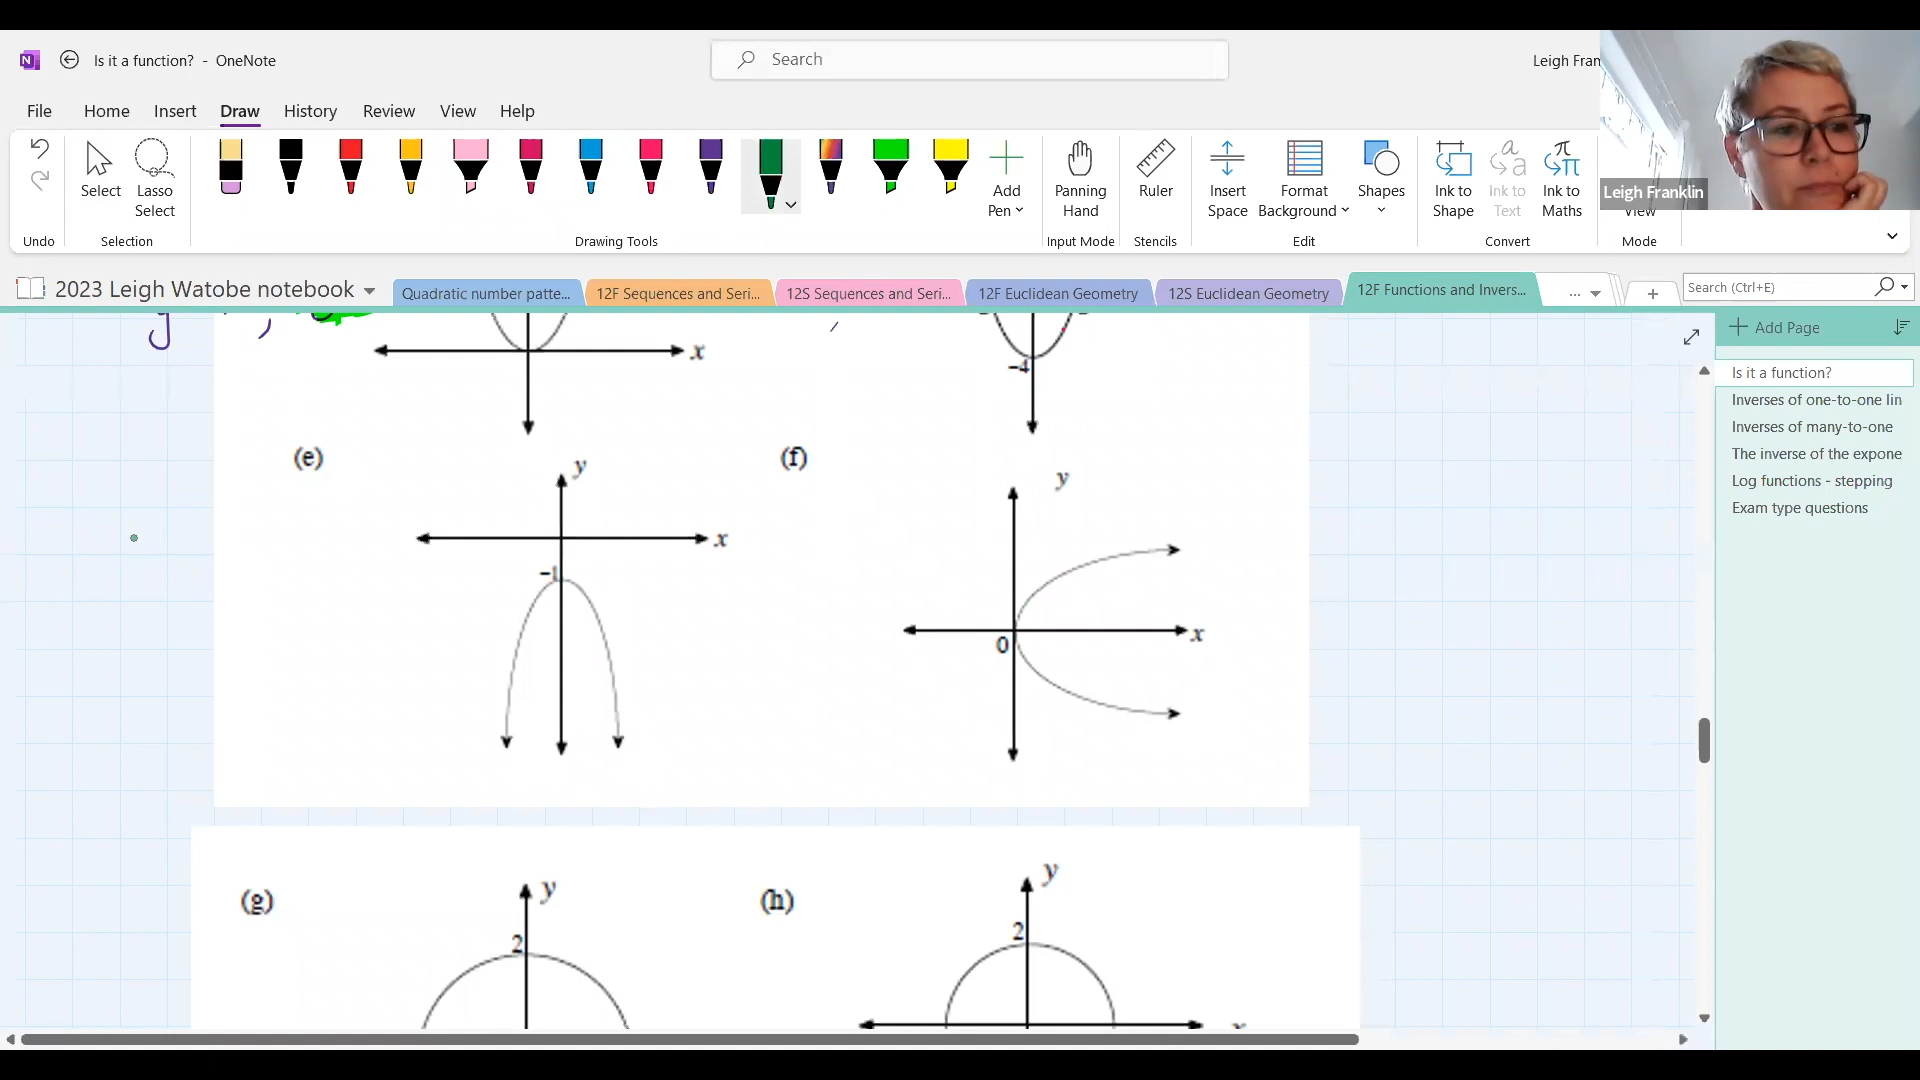 Is it a function? - OneNote
Search
Leigh Fran
File Home Insert Draw History Review View Help
Select
Lasso Select
Add Pen
Panning Hand
Ruler
Insert Space
Format Background
Shapes
Ink to Shape
Ink to Text
Ink to Maths
View
Leigh Franklin
Undo Selection Drawing Tools Input Mode Stencils Edit Convert Mode
2023 Leigh Watobe notebook
Quadratic number patte... 12F Sequences and Seri... 12S Sequences and Seri... 12F Euclidean Geometry 12S Euclidean Geometry 12F Functions and Invers... ... Search (Ctrl+E)
Add Page
Is it a function?
Inverses of one-to-one lin
Inverses of many-to-one
The inverse of the expone
Log functions - stepping
Exam type questions
y
x
-4
(e)
y
x
-1
(f)
y
0
x
(g)
y
2
(h)
y
2